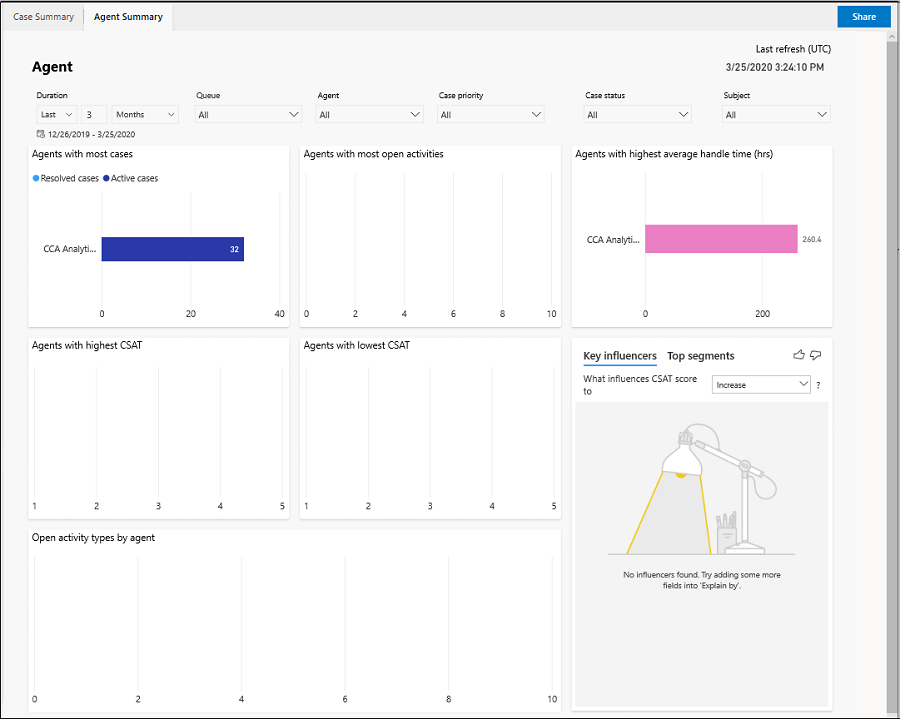 Case Summary
Agent Summary
Share
Last refresh (UTC)
Agent
3/25/2020 3:24:10 PM
Duration
Queue
Agent
Case priority
Case status
Subject
Last
3
Months
All
All
All
All
All
12/26/2019 - 3/25/2020
Agents with most cases
Resolved cases
Active cases
CCA Analyti...
32
0 20 40
Agents with most open activities
0 2 4 6 8 10
Agents with highest average handle time (hrs)
CCA Analyti...
260.4
0 200
Agents with highest CSAT
1 2 3 4 5
Agents with lowest CSAT
1 2 3 4 5
Key influencers
Top segments
What influences CSAT score
to
Increase
?
No influencers found. Try adding some more
fields into 'Explain by'.
Open activity types by agent
0 2 4 6 8 10